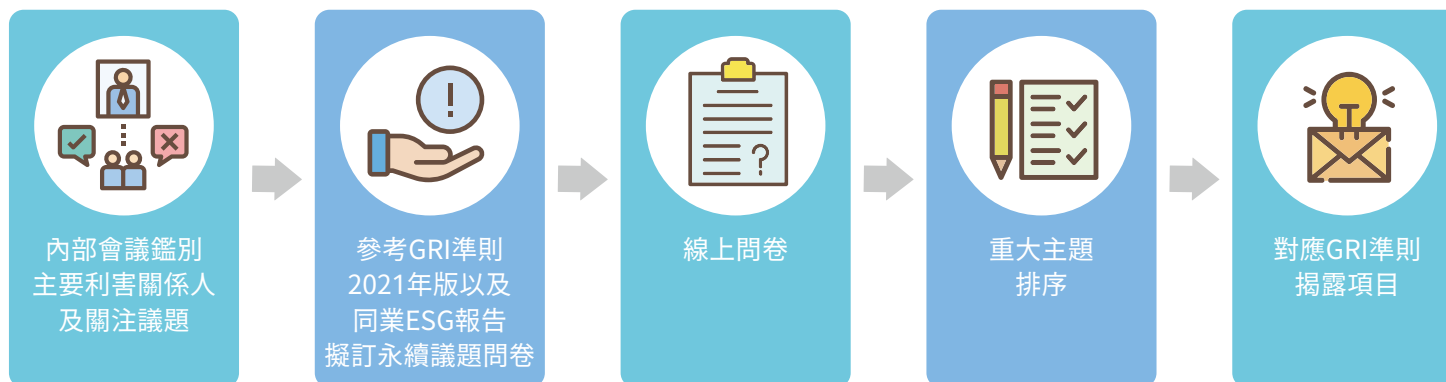 內部會議鑑別
主要利害關係人
及關注議題
參考GRI準則
2021年版以及
同業ESG報告
擬訂永續議題問卷
線上問卷
重大主題
排序
對應GRI準則
揭露項目